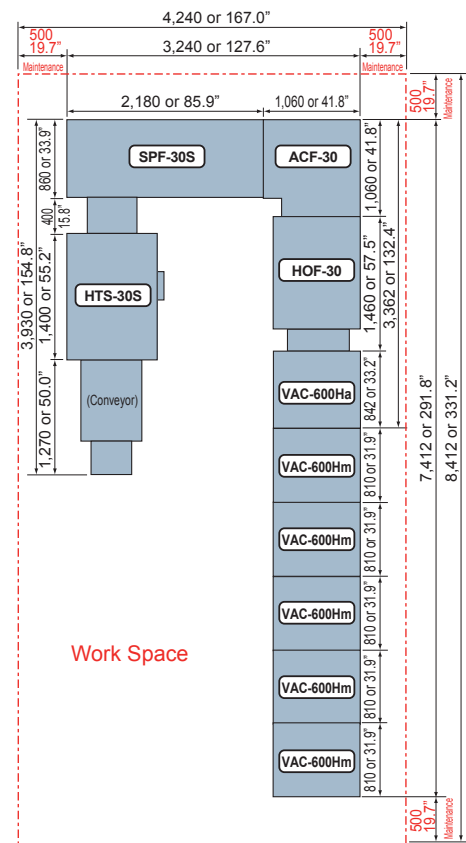 4,240 or 167.0”
500
19.7”
Maintenance
3,240 or 127.6”
500
19.7”
Maintenance
2,180 or 85.9”
1,060 or 41.8”
500
19.7”
Maintenance
860 or 33.9”
SPF-30S
ACF-30
1,060 or 41.8”
400
15.8”
3,930 or 154.8”
1,400 or 55.2”
HTS-30S
HOF-30
1,460 or 57.5”
3,362 or 132.4”
1,270 or 50.0”
(Conveyor)
VAC-600Ha
842 or 33.2”
7,412 or 291.8”
8,412 or 331.2”
VAC-600Hm
810 or 31.9”
VAC-600Hm
810 or 31.9”
VAC-600Hm
810 or 31.9”
Work Space
VAC-600Hm
810 or 31.9”
VAC-600Hm
810 or 31.9”
500
19.7”
Maintenance